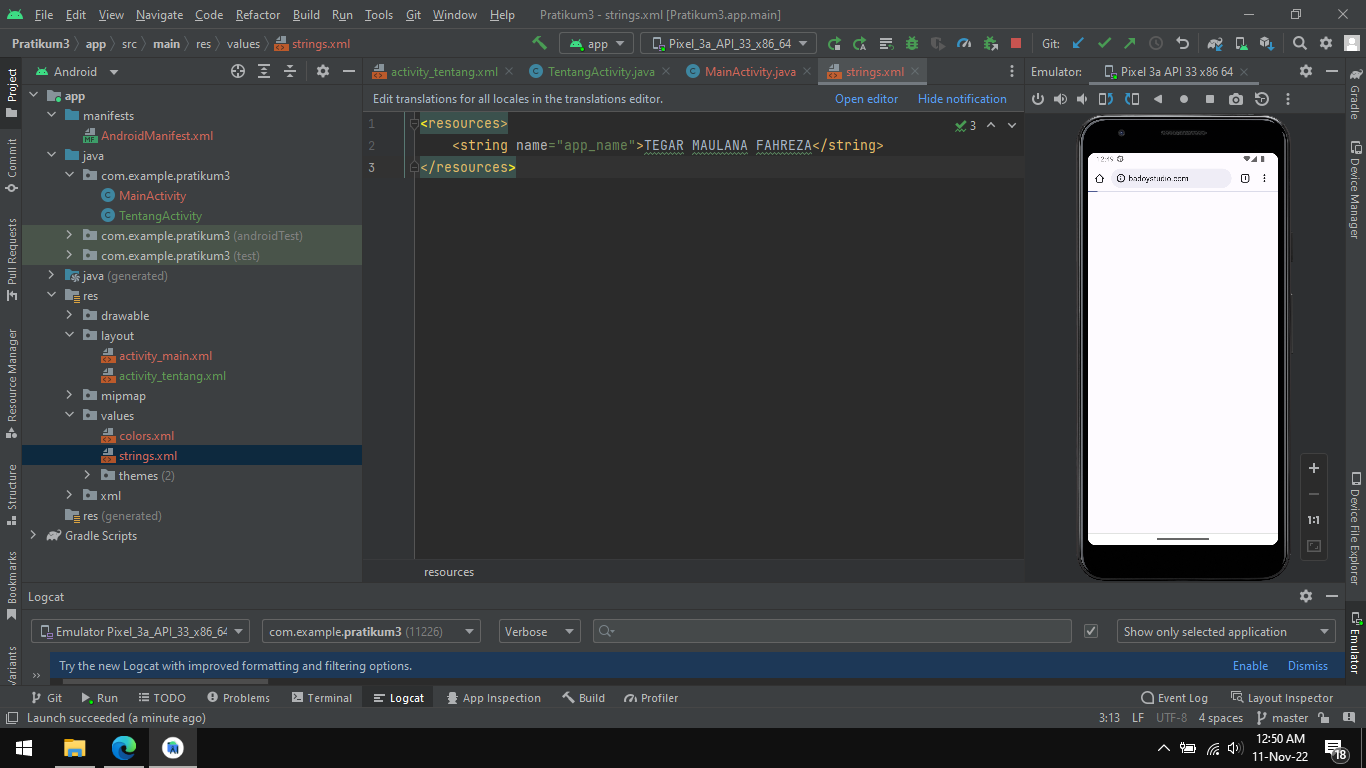 File Edit View Navigate Code Refactor Build Run Tools Git Window Help Pratikum3 - strings.xml [Pratikum3.app.main]
Pratikum3 app src main res values strings.xml app Pixel_3a_API_33_x86_64 Git:
Project
Commit
Pull Requests
Resource Manager
Structure
Bookmarks
Android
app
manifests
AndroidManifest.xml
java
com.example.pratikum3
MainActivity
TentangActivity
com.example.pratikum3 (androidTest)
com.example.pratikum3 (test)
java (generated)
res
drawable
layout
activity_main.xml
activity_tentang.xml
mipmap
values
colors.xml
strings.xml
themes (2)
xml
res (generated)
Gradle Scripts
activity_tentang.xml TentangActivity.java MainActivity.java strings.xml
Edit translations for all locales in the translations editor. Open editor Hide notification
1 <resources>
2 <string name="app_name">TEGAR MAULANA FAHREZA</string>
3 </resources>
3
resources
Emulator: Pixel 3a API 33 x86 64
12:49
badoystudio.com
1
1:1
Gradle
Device Manager
Device File Explorer
Emulator
Logcat
Emulator Pixel_3a_API_33_x86_64 com.example.pratikum3 (11226) Verbose Show only selected application
Try the new Logcat with improved formatting and filtering options. Enable Dismiss
Git Run TODO Problems Terminal Logcat App Inspection Build Profiler Event Log Layout Inspector
Launch succeeded (a minute ago) 3:13 LF UTF-8 4 spaces master
12:50 AM
11-Nov-22
18